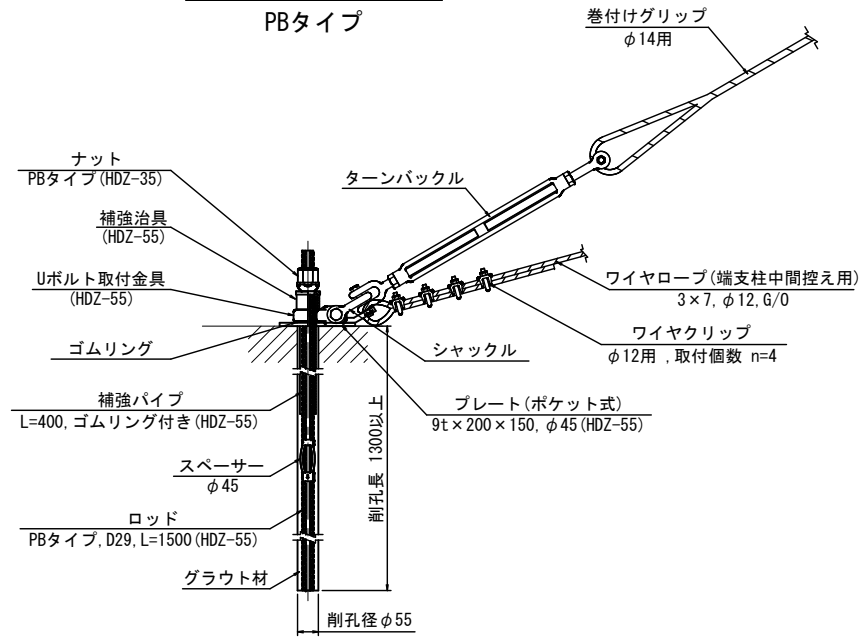 PBタイプ
巻付けグリップ
φ14用
ナット
PBタイプ(HDZ-35)
ターンバックル
補強治具
(HDZ-55)
Uボルト取付金具
(HDZ-55)
ワイヤロープ(端支柱中間控え用)
3×7, φ12, G/O
ワイヤクリップ
φ12用 , 取付個数 n=4
ゴムリング
シャックル
補強パイプ
L=400, ゴムリング付き(HDZ-55)
プレート(ポケット式)
9t×200×150, φ45(HDZ-55)
スペーサー
φ45
削孔長 1300以上
ロッド
PBタイプ, D29, L=1500(HDZ-55)
グラウト材
削孔径φ55